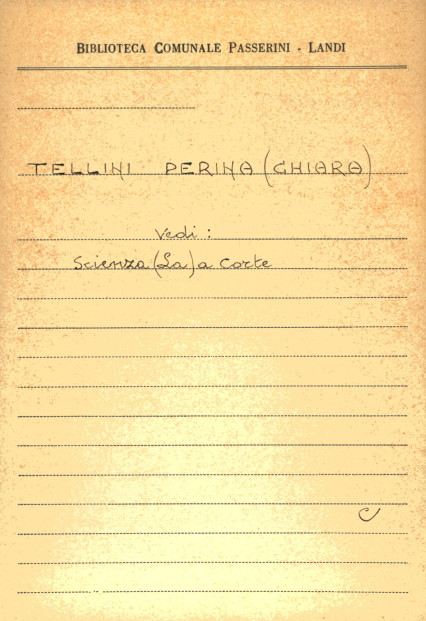 BIBLIOTECA COMUNALE PASSERINI - LANDI
TELLINI PERINA (CHIARA)
Vedi :
Scienza (La) a Corte